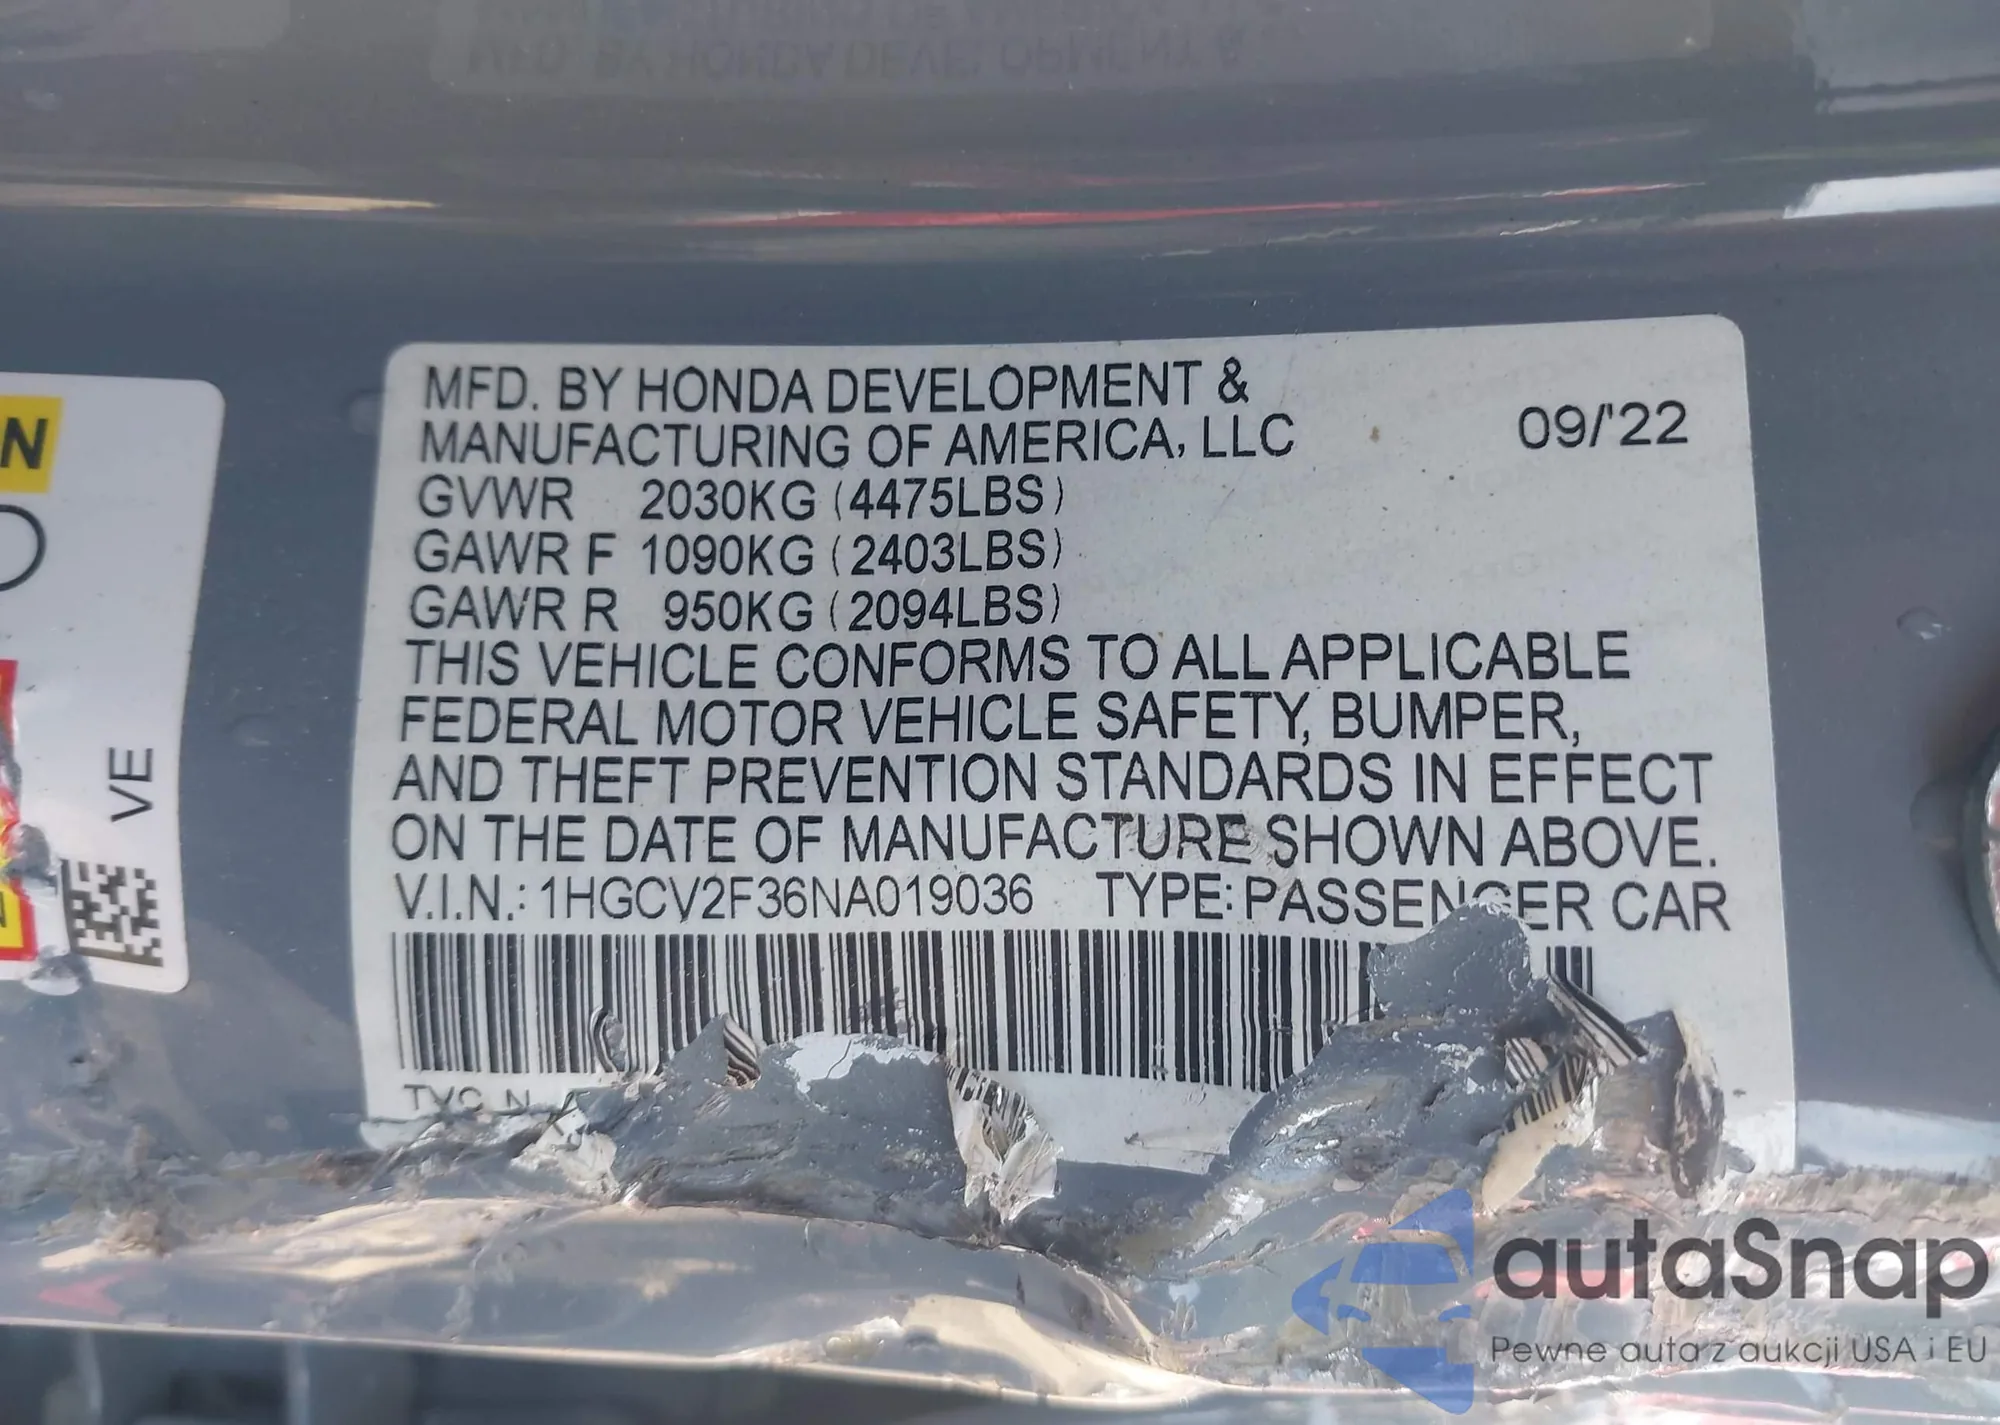 MFD. BY HONDA DEVELOPMENT &
MANUFACTURING OF AMERICA, LLC 09/'22
GVWR 2030KG (4475LBS)
GAWR F 1090KG (2403LBS)
GAWR R 950KG (2094LBS)
THIS VEHICLE CONFORMS TO ALL APPLICABLE
FEDERAL MOTOR VEHICLE SAFETY, BUMPER,
AND THEFT PREVENTION STANDARDS IN EFFECT
ON THE DATE OF MANUFACTURE SHOWN ABOVE.
V.I.N.: 1HGCV2F36NA019036 TYPE: PASSENGER CAR
N
VE
autaSnap
Pewne auta z aukcji USA i EU